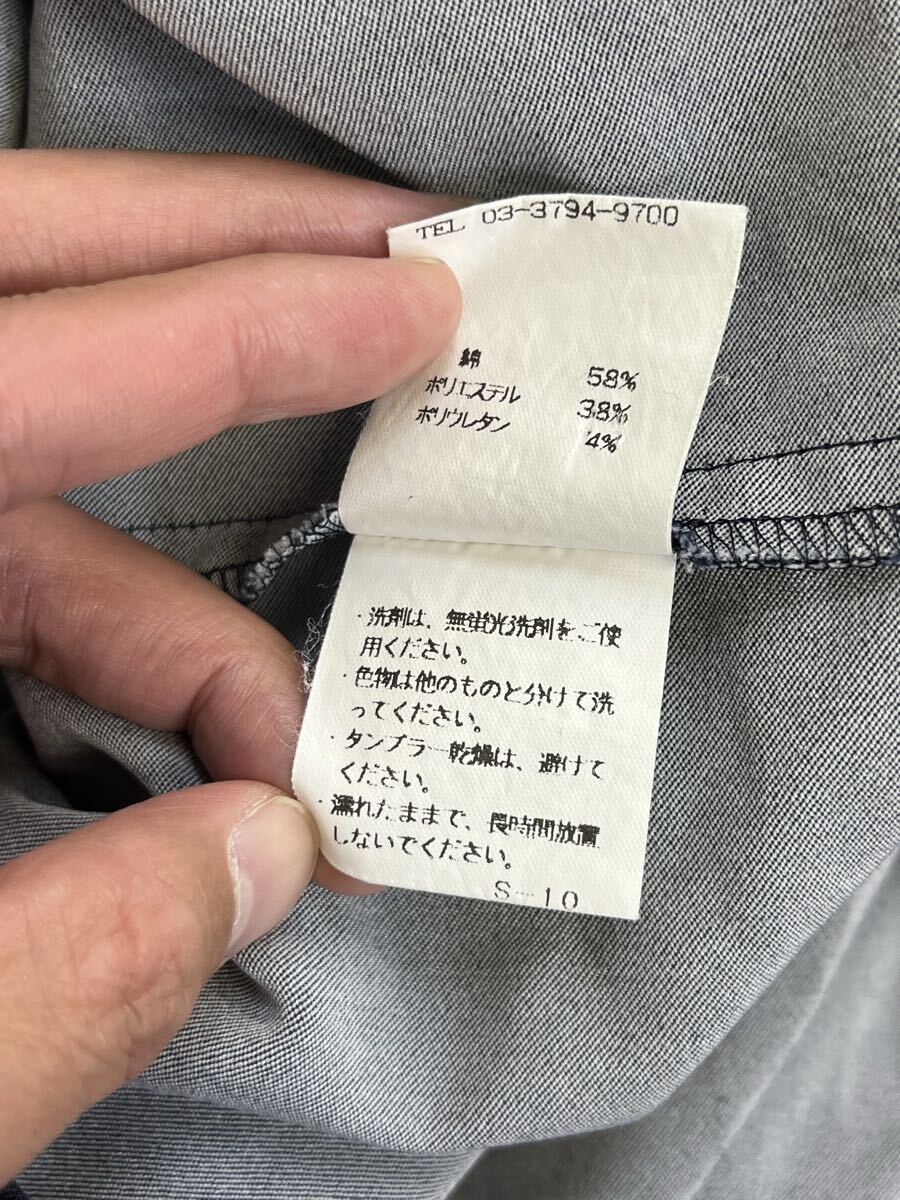 TEL 03-3794-9700
綿 58%
ポリエステル 38%
ポリウレタン 4%
・洗剤は、無蛍光洗剤をご使
用ください。
・色物は他のものと分けて洗
ってください。
・タンブラー乾燥は、避けて
ください。
・濡れたままで、長時間放置
しないでください。
S-10